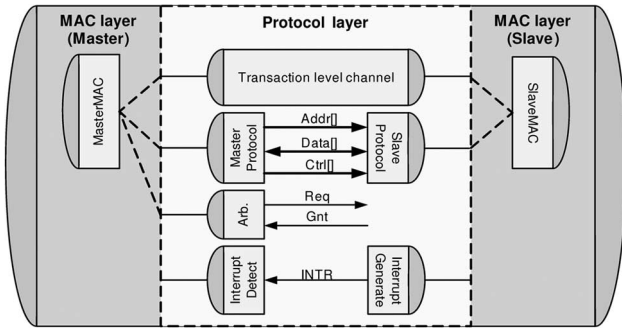 MAC layer
(Master)
Protocol layer
MAC layer
(Slave)
MasterMAC
Transaction level channel
SlaveMAC
Master
Protocol
Addr[]
Data[]
Ctrl[]
Slave
Protocol
Arb.
Req
Gnt
Interrupt
Detect
INTR
Interrupt
Generate